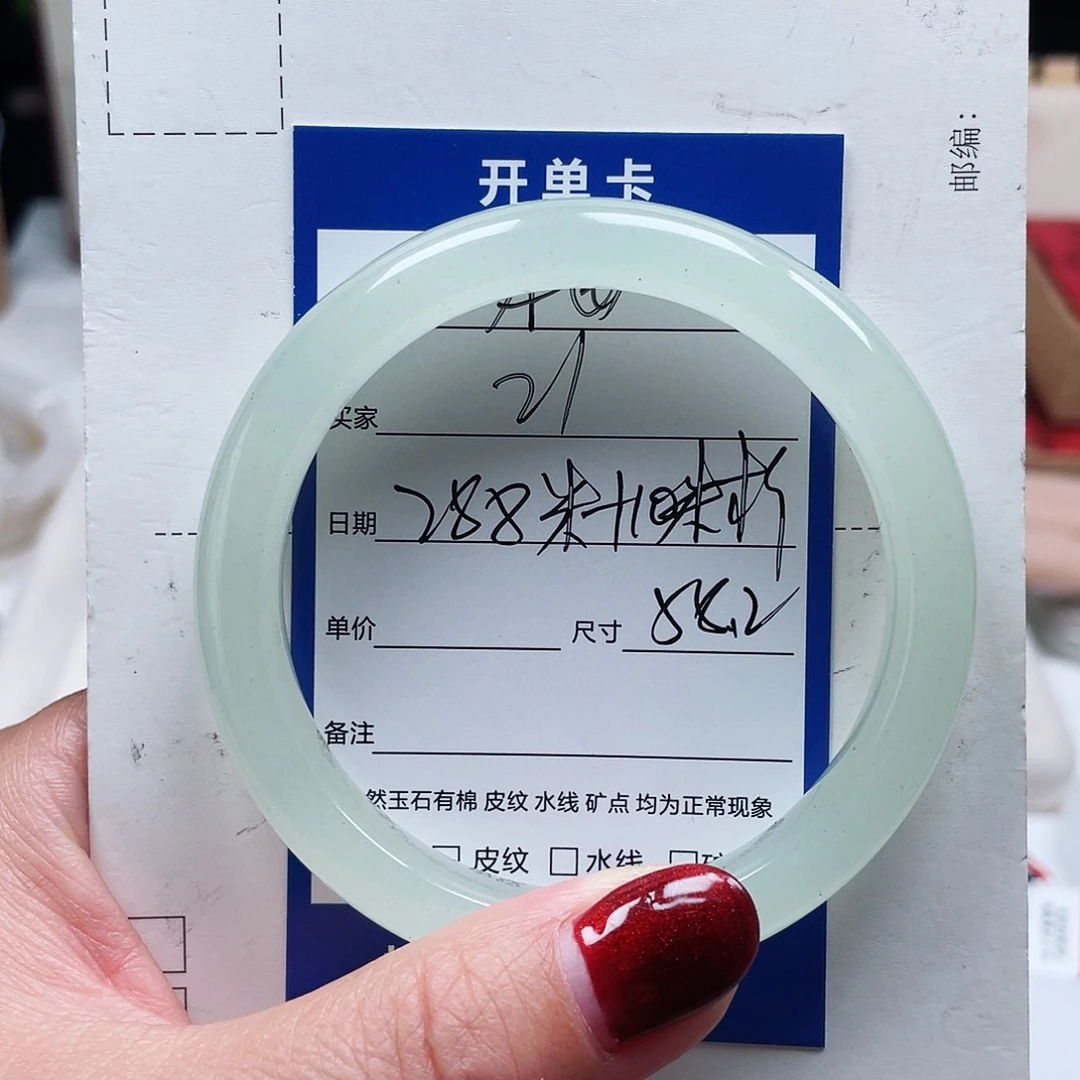 邮编:
开单卡
买家 21
日期 288
单价 尺寸
备注
然玉石有棉 皮纹 水线 矿点 均为正常现象
皮纹 水线